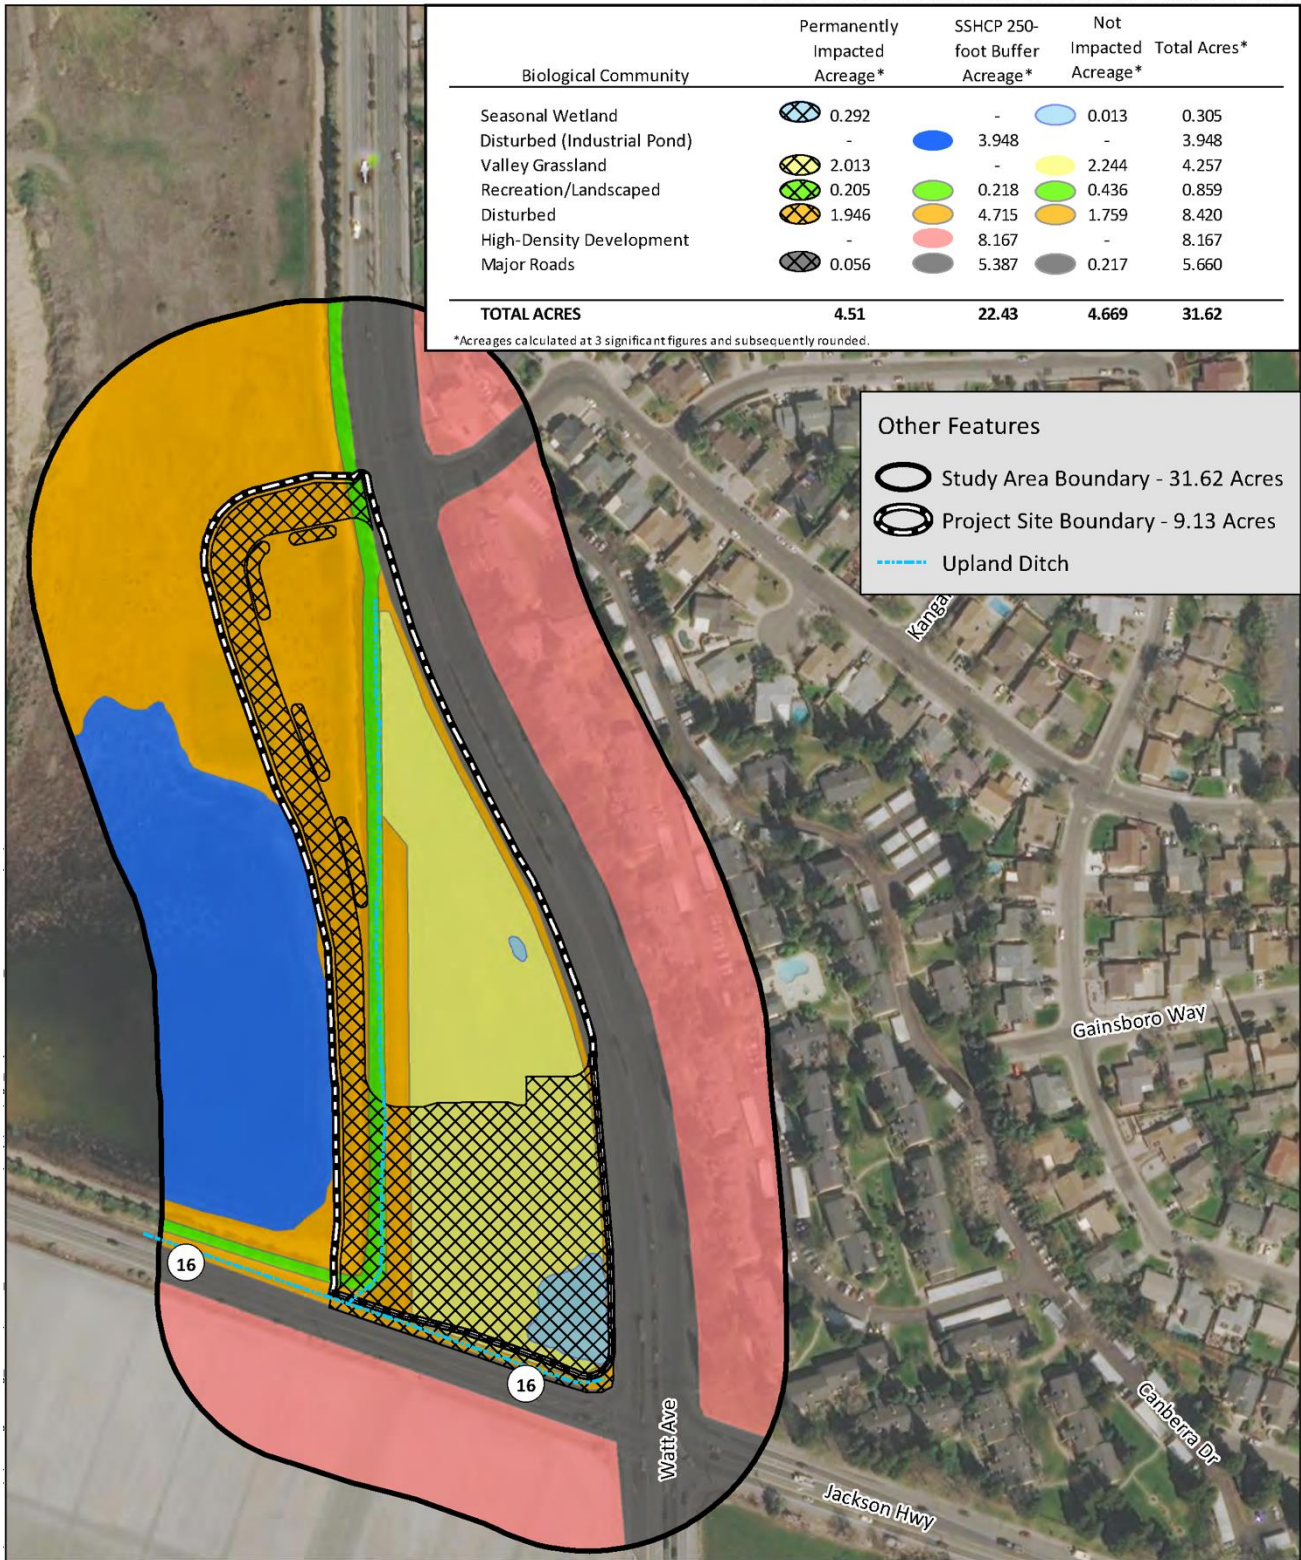 Biological Community Permanently Impacted Acreage* SSHCP 250-foot Buffer Acreage* Not Impacted Acreage* Total Acres*
Seasonal Wetland 0.292 - 0.013 0.305
Disturbed (Industrial Pond) - 3.948 - 3.948
Valley Grassland 2.013 - 2.244 4.257
Recreation/Landscaped 0.205 0.218 0.436 0.859
Disturbed 1.946 4.715 1.759 8.420
High-Density Development - 8.167 - 8.167
Major Roads 0.056 5.387 0.217 5.660
TOTAL ACRES 4.51 22.43 4.669 31.62
*Acreages calculated at 3 significant figures and subsequently rounded.
Other Features
Study Area Boundary - 31.62 Acres
Project Site Boundary - 9.13 Acres
Upland Ditch
Gainsboro Way
16
16
Watt Ave
Canberra Dr
Jackson Hwy